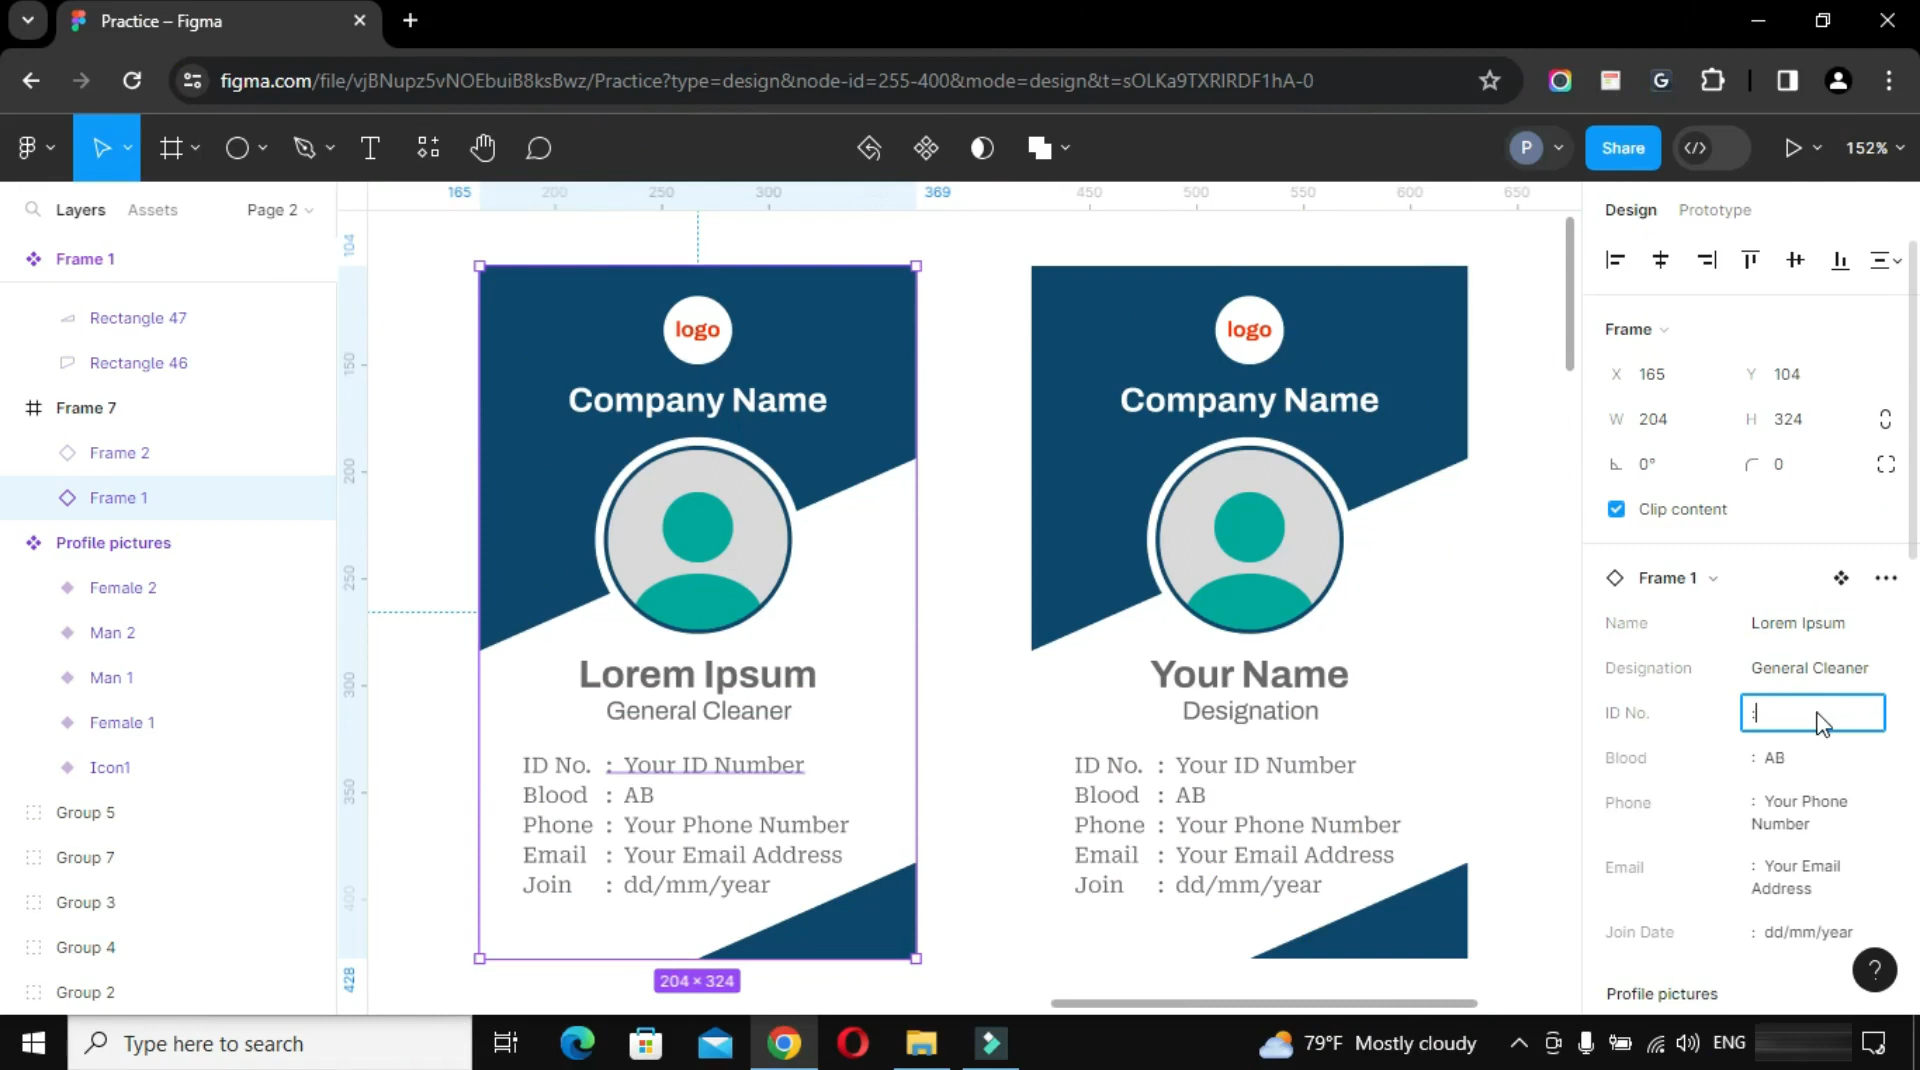 Practice – Figma
figma.com/file/vjBNupz5vNOEbuiB8ksBwz/Practice?type=design&node-id=255-400&mode=design&t=sOLKa9TXRlRDF1hA-0
T
P
Share
152%
Layers
Assets
Page 2
Frame 1
Rectangle 47
Rectangle 46
Frame 7
Frame 2
Frame 1
Profile pictures
Female 2
Man 2
Man 1
Female 1
Icon1
Group 5
Group 7
Group 3
Group 4
Group 2
165 200 250 300 369 450 500 550 600 650
104
150
200
250
300
350
400
428
logo
Company Name
Lorem Ipsum
General Cleaner
ID No. : Your ID Number
Blood : AB
Phone : Your Phone Number
Email : Your Email Address
Join : dd/mm/year
204 × 324
logo
Company Name
Your Name
Designation
ID No. : Your ID Number
Blood : AB
Phone : Your Phone Number
Email : Your Email Address
Join : dd/mm/year
Design
Prototype
Frame
X 165 Y 104
W 204 H 324
0° 0
Clip content
Frame 1
Name Lorem Ipsum
Designation General Cleaner
ID No. :
Blood : AB
Phone : Your Phone
Number
Email : Your Email
Address
Join Date : dd/mm/year
Profile pictures
?
Type here to search
79°F Mostly cloudy
ENG